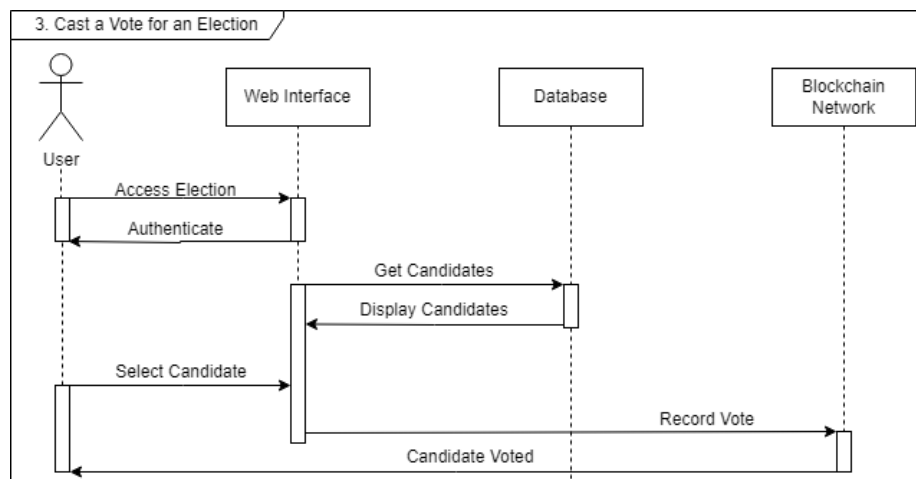 3. Cast a Vote for an Election
User
Web Interface
Database
Blockchain
Network
Access Election
Authenticate
Get Candidates
Display Candidates
Select Candidate
Record Vote
Candidate Voted